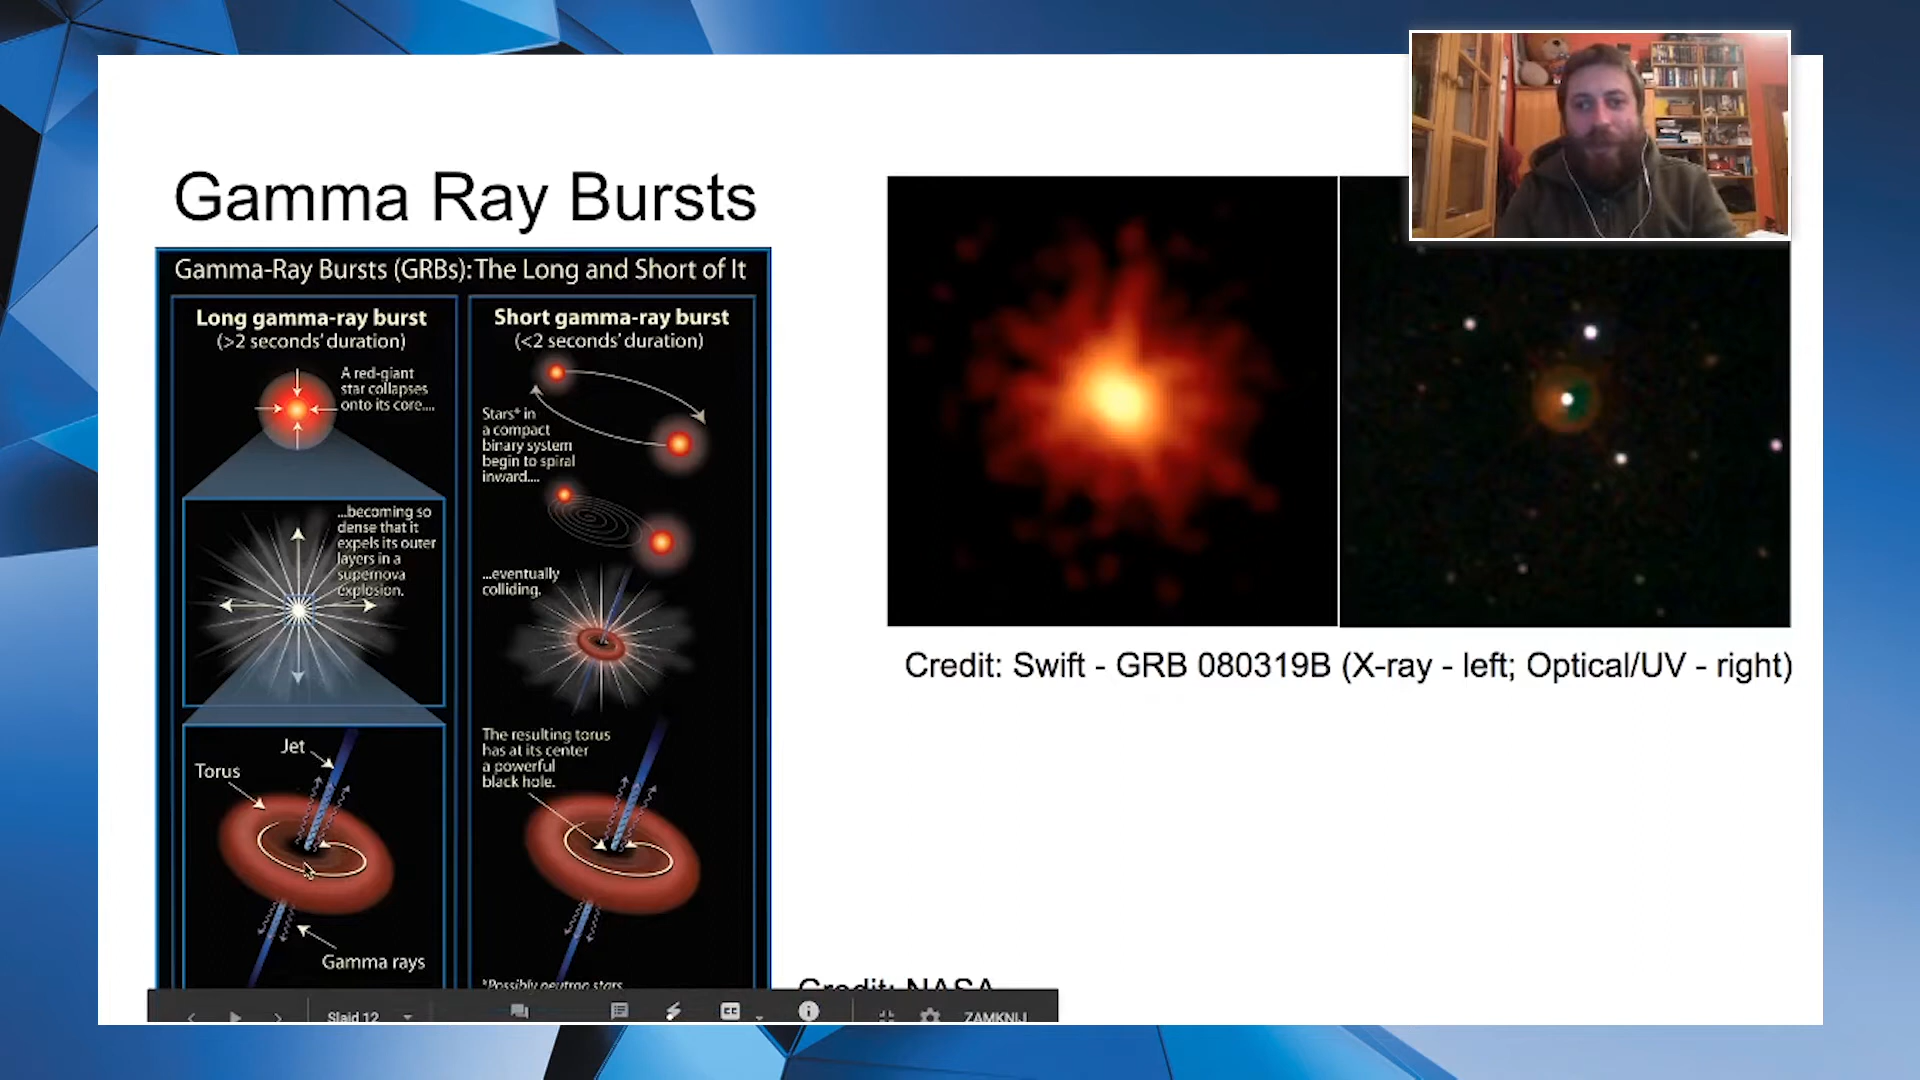 Gamma Ray Bursts
Gamma-Ray Bursts (GRBs): The Long and Short of It
Long gamma-ray burst
(>2 seconds' duration)
A red-giant
star collapses
onto its core....
...becoming so
dense that it
expels its outer
layers in a
supernova
explosion.
Jet
Torus
Gamma rays
Short gamma-ray burst
(<2 seconds' duration)
Stars* in
a compact
binary system
begin to spiral
inward....
...eventually
colliding.
The resulting torus
has at its center
a powerful
black hole.
*Possibly neutron stars.
Credit: Swift - GRB 080319B (X-ray - left; Optical/UV - right)
Credit: NASA
Slajd 12
CC
ZAMKNIJ